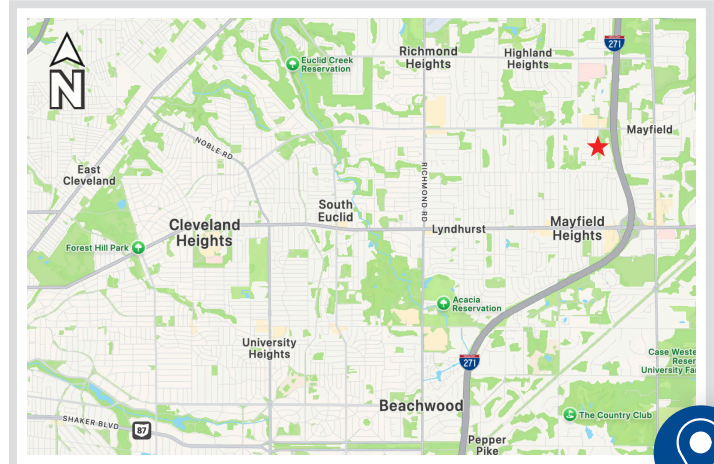 N
271
Euclid Creek
Reservation
Richmond
Heights
Highland
Heights
Mayfield
NOBLE RD
East
Cleveland
RICHMOND RD
South
Euclid
Cleveland
Heights
Lyndhurst
Mayfield
Heights
Forest Hill Park
Acacia
Reservation
University
Heights
271
Case Weste
Reser
University Fa
Beachwood
The Country Club
SHAKER BLVD
87
Pepper
Pike